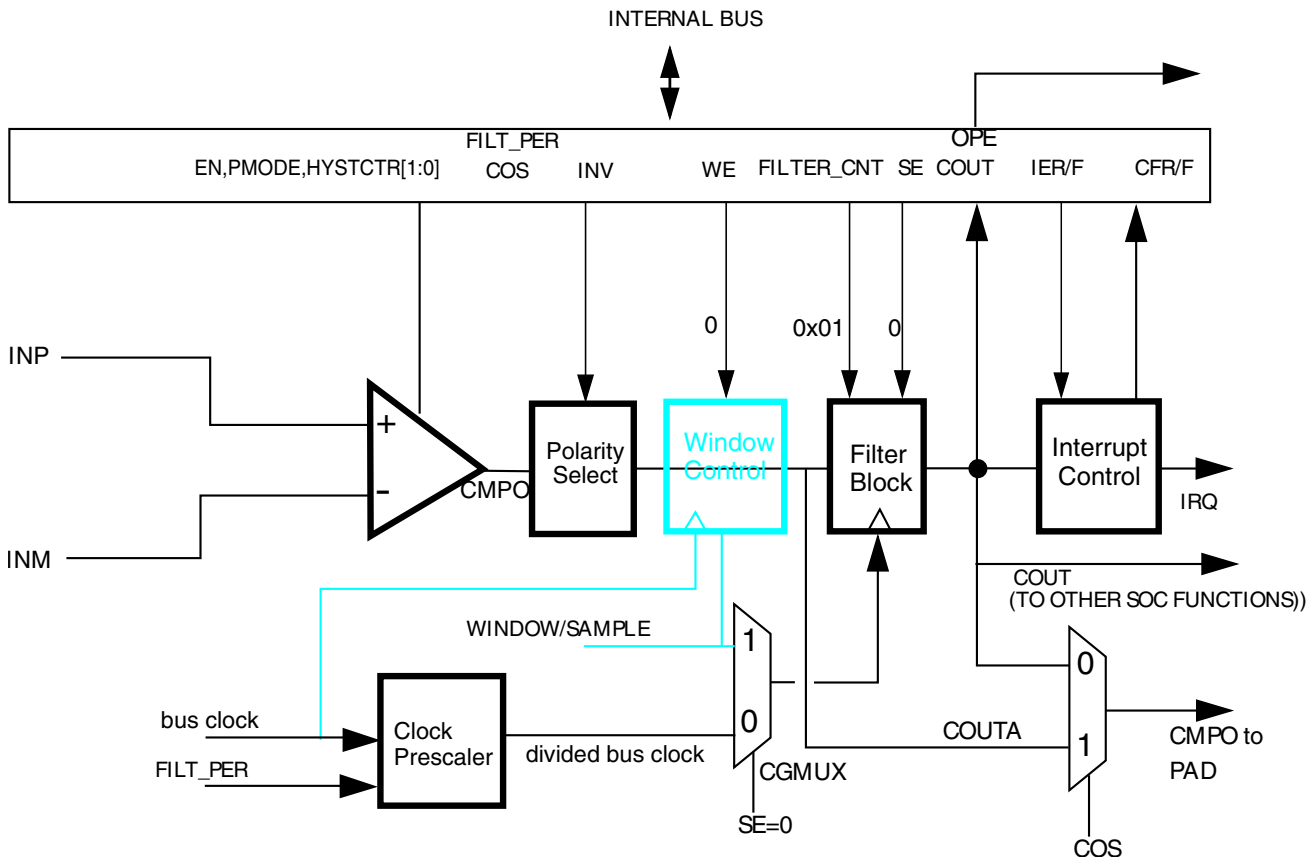 INTERNAL BUS
FILT_PER
OPE
EN,PMODE,HYSTCTR[1:0]
COS
INV
WE
FILTER_CNT
SE
COUT
IER/F
CFR/F
0
0x01
0
INP
+
-
INM
CMPO
Polarity
Select
Window
Control
Filter
Block
Interrupt
Control
IRQ
COUT
(TO OTHER SOC FUNCTIONS))
WINDOW/SAMPLE
1
0
0
1
bus clock
FILT_PER
Clock
Prescaler
divided bus clock
CGMUX
SE=0
COUTA
CMPO to
PAD
COS